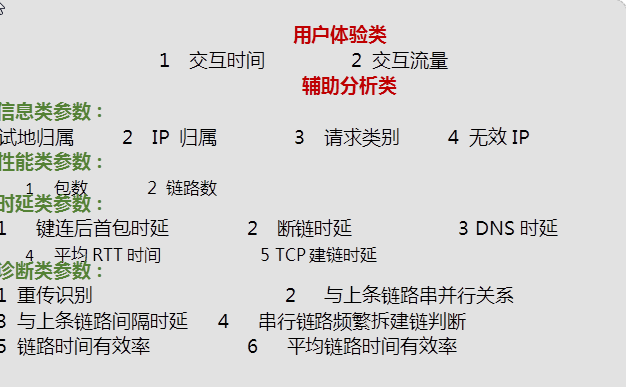 用户体验类
1 交互时间 2 交互流量
辅助分析类
信息类参数：
试地归属 2 IP 归属 3 请求类别 4 无效 IP
性能类参数：
1 包数 2 链路数
时延类参数：
1 键连后首包时延 2 断链时延 3 DNS 时延
4 平均 RTT 时间 5 TCP 建链时延
诊断类参数：
1 重传识别 2 与上条链路串并行关系
3 与上条链路间隔时延 4 串行链路频繁拆建链判断
5 链路时间有效率 6 平均链路时间有效率